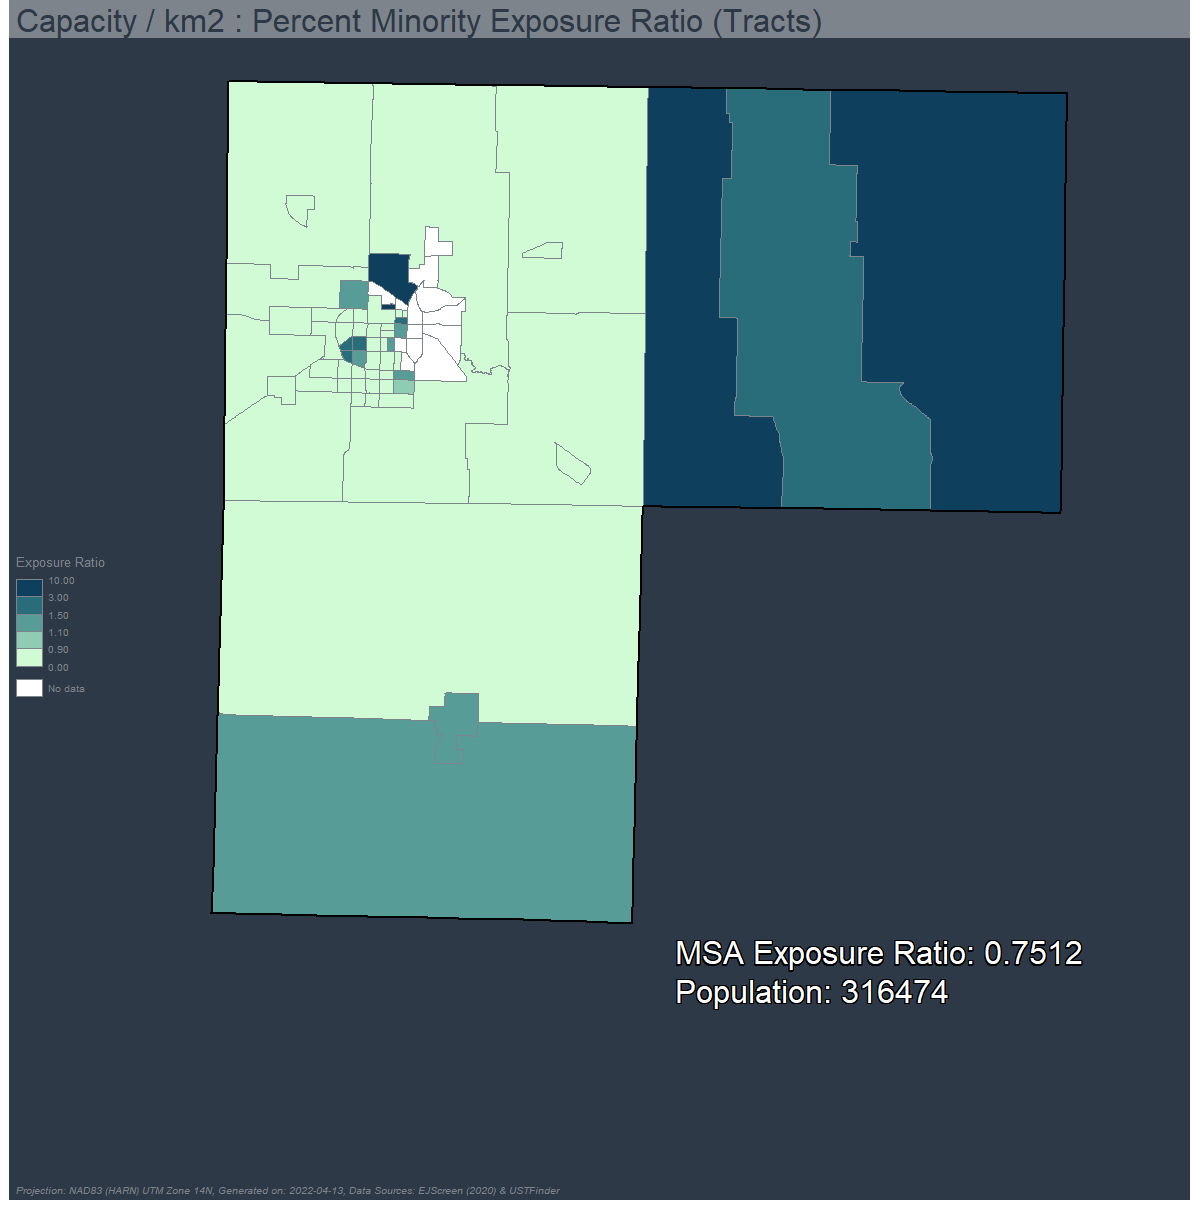 Capacity / km2 : Percent Minority Exposure Ratio (Tracts)
Exposure Ratio
10.00
3.00
1.50
1.10
0.90
0.00
No data
MSA Exposure Ratio: 0.7512
Population: 316474
Projection: NAD83 (HARN) UTM Zone 14N, Generated on: 2022-04-13, Data Sources: EJScreen (2020) & USTFinder